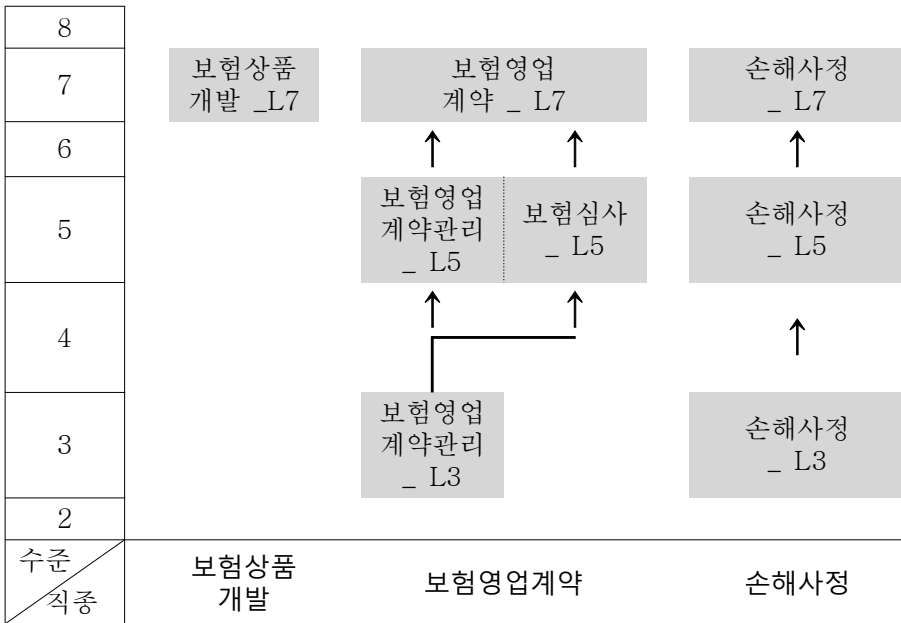 8
7
보험상품
개발 _L7
보험영업
계약 _ L7
손해사정
_ L7
6
5
보험영업
계약관리
_ L5
보험심사
_ L5
손해사정
_ L5
4
3
보험영업
계약관리
_ L3
손해사정
_ L3
2
수준
직종
보험상품
개발
보험영업계약
손해사정